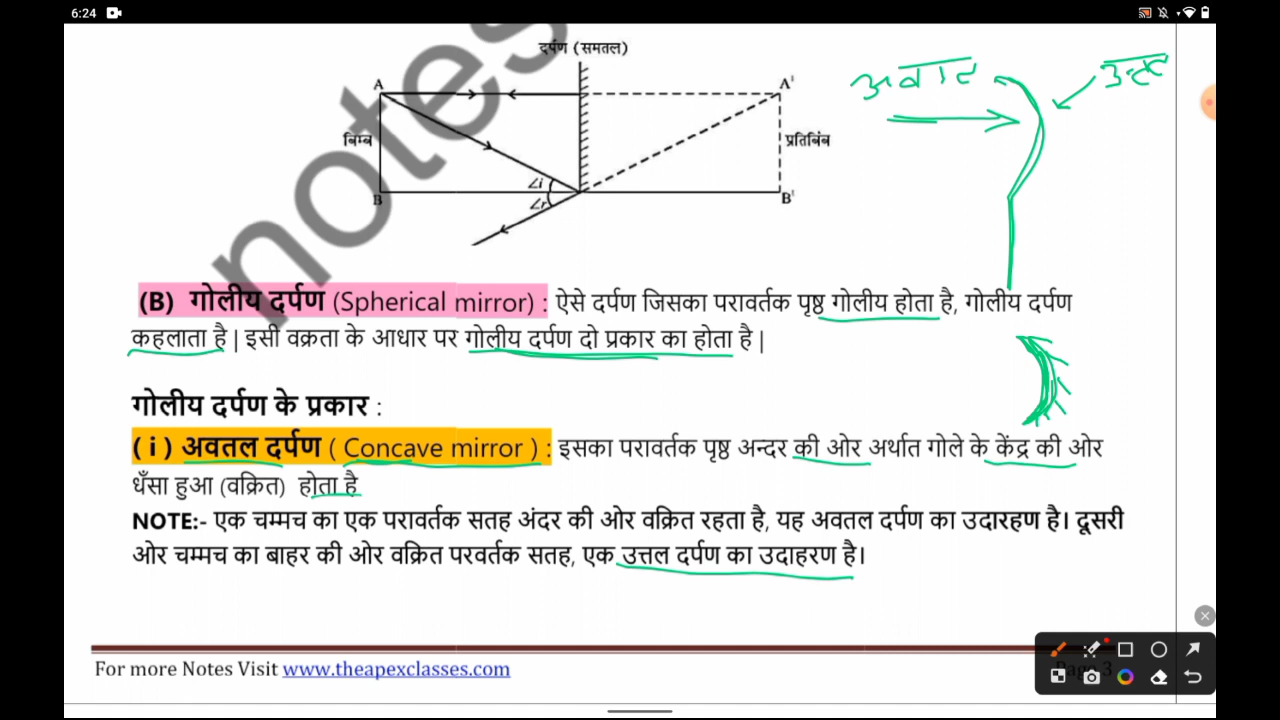 6:24
दर्पण (समतल)
A
A'
बिम्ब
प्रतिबिंब
∠i
∠r
B
B'
notes
अवतल
उत्तल
(B) गोलीय दर्पण (Spherical mirror) : ऐसे दर्पण जिसका परावर्तक पृष्ठ गोलीय होता है, गोलीय दर्पण
कहलाता है | इसी वक्रता के आधार पर गोलीय दर्पण दो प्रकार का होता है |
गोलीय दर्पण के प्रकार :
( i ) अवतल दर्पण ( Concave mirror ) : इसका परावर्तक पृष्ठ अन्दर की ओर अर्थात गोले के केंद्र की ओर
धँसा हुआ (वक्रित) होता है
NOTE:- एक चम्मच का एक परावर्तक सतह अंदर की ओर वक्रित रहता है, यह अवतल दर्पण का उदारहण है। दूसरी
ओर चम्मच का बाहर की ओर वक्रित परवर्तक सतह, एक उत्तल दर्पण का उदाहरण है।
For more Notes Visit www.theapexclasses.com
Page 3